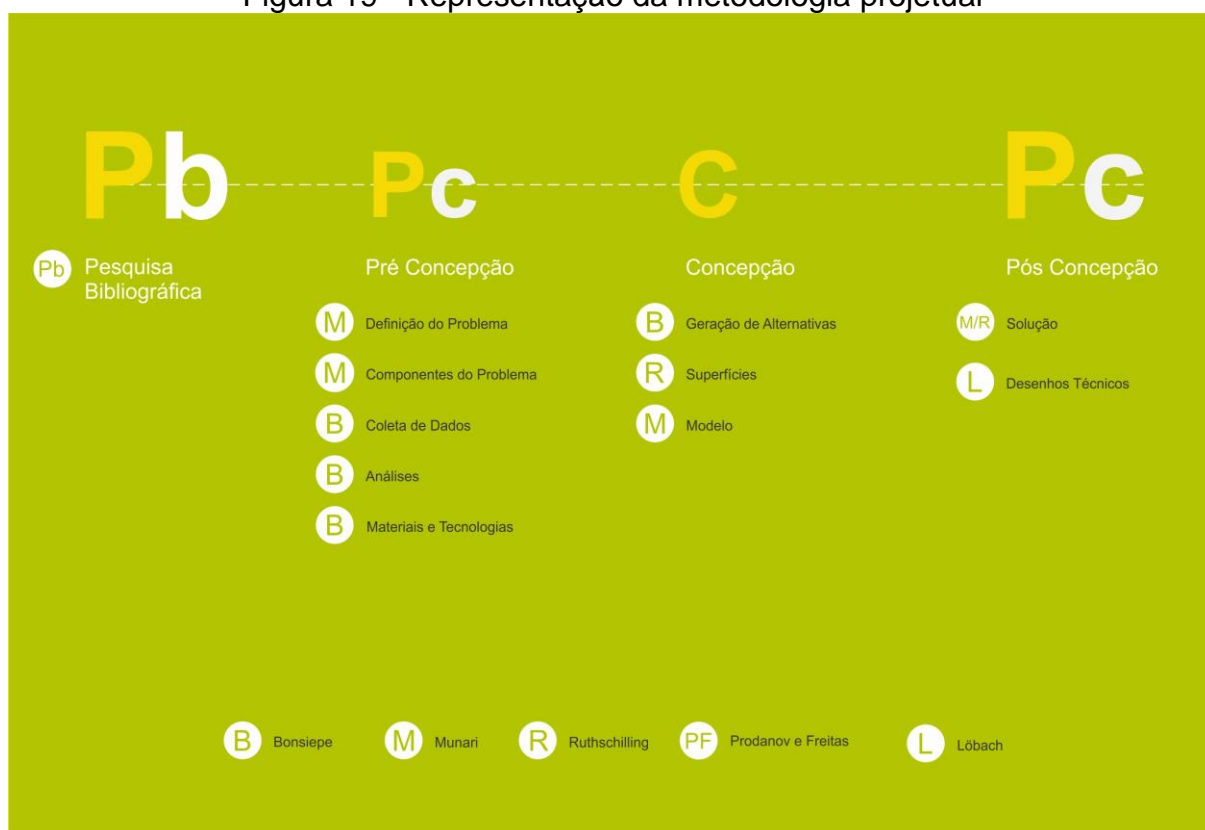 Figura 19 - Representação da metodologia projetual
Pb Pc C Pc
Pb Pesquisa
Bibliográfica
Pré Concepção
M Definição do Problema
M Componentes do Problema
B Coleta de Dados
B Análises
B Materiais e Tecnologias
Concepção
B Geração de Alternativas
R Superfícies
M Modelo
Pós Concepção
M/R Solução
L Desenhos Técnicos
B Bonsiepe M Munari R Ruthschilling PF Prodanov e Freitas L Löbach